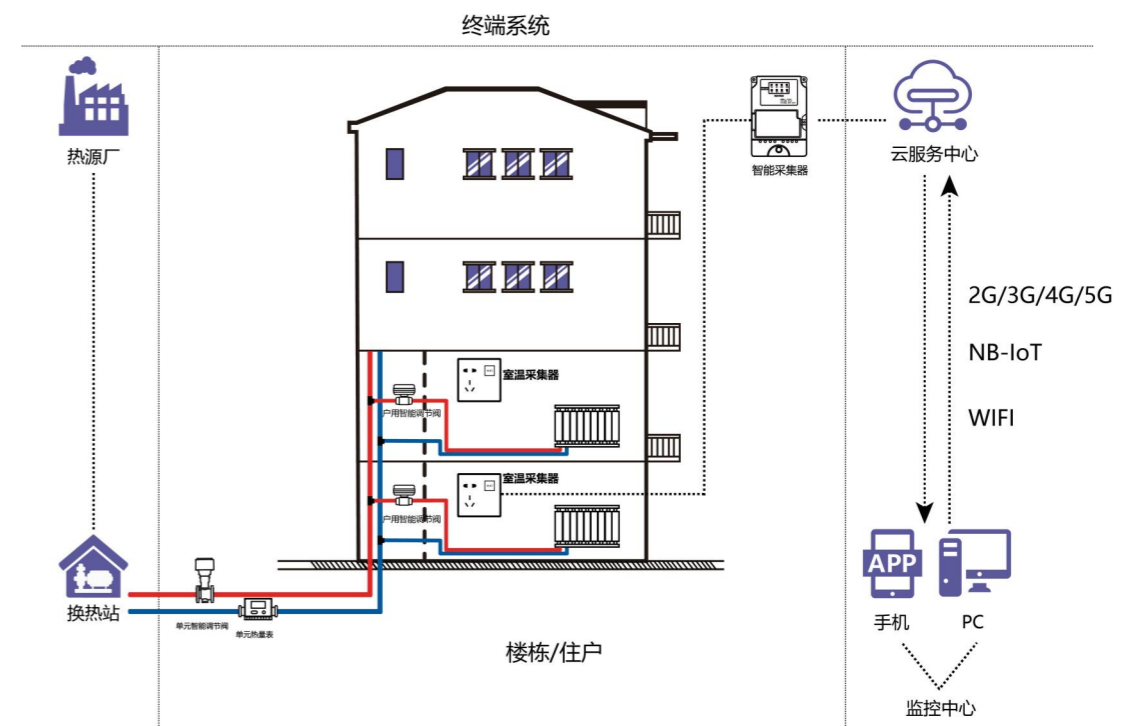 终端系统
热源厂
智能采集器
云服务中心
2G/3G/4G/5G
NB-IoT
WIFI
室温采集器
户用智能调节阀
室温采集器
户用智能调节阀
换热站
单元智能调节阀
单元热量表
楼栋/住户
APP
手机
PC
监控中心